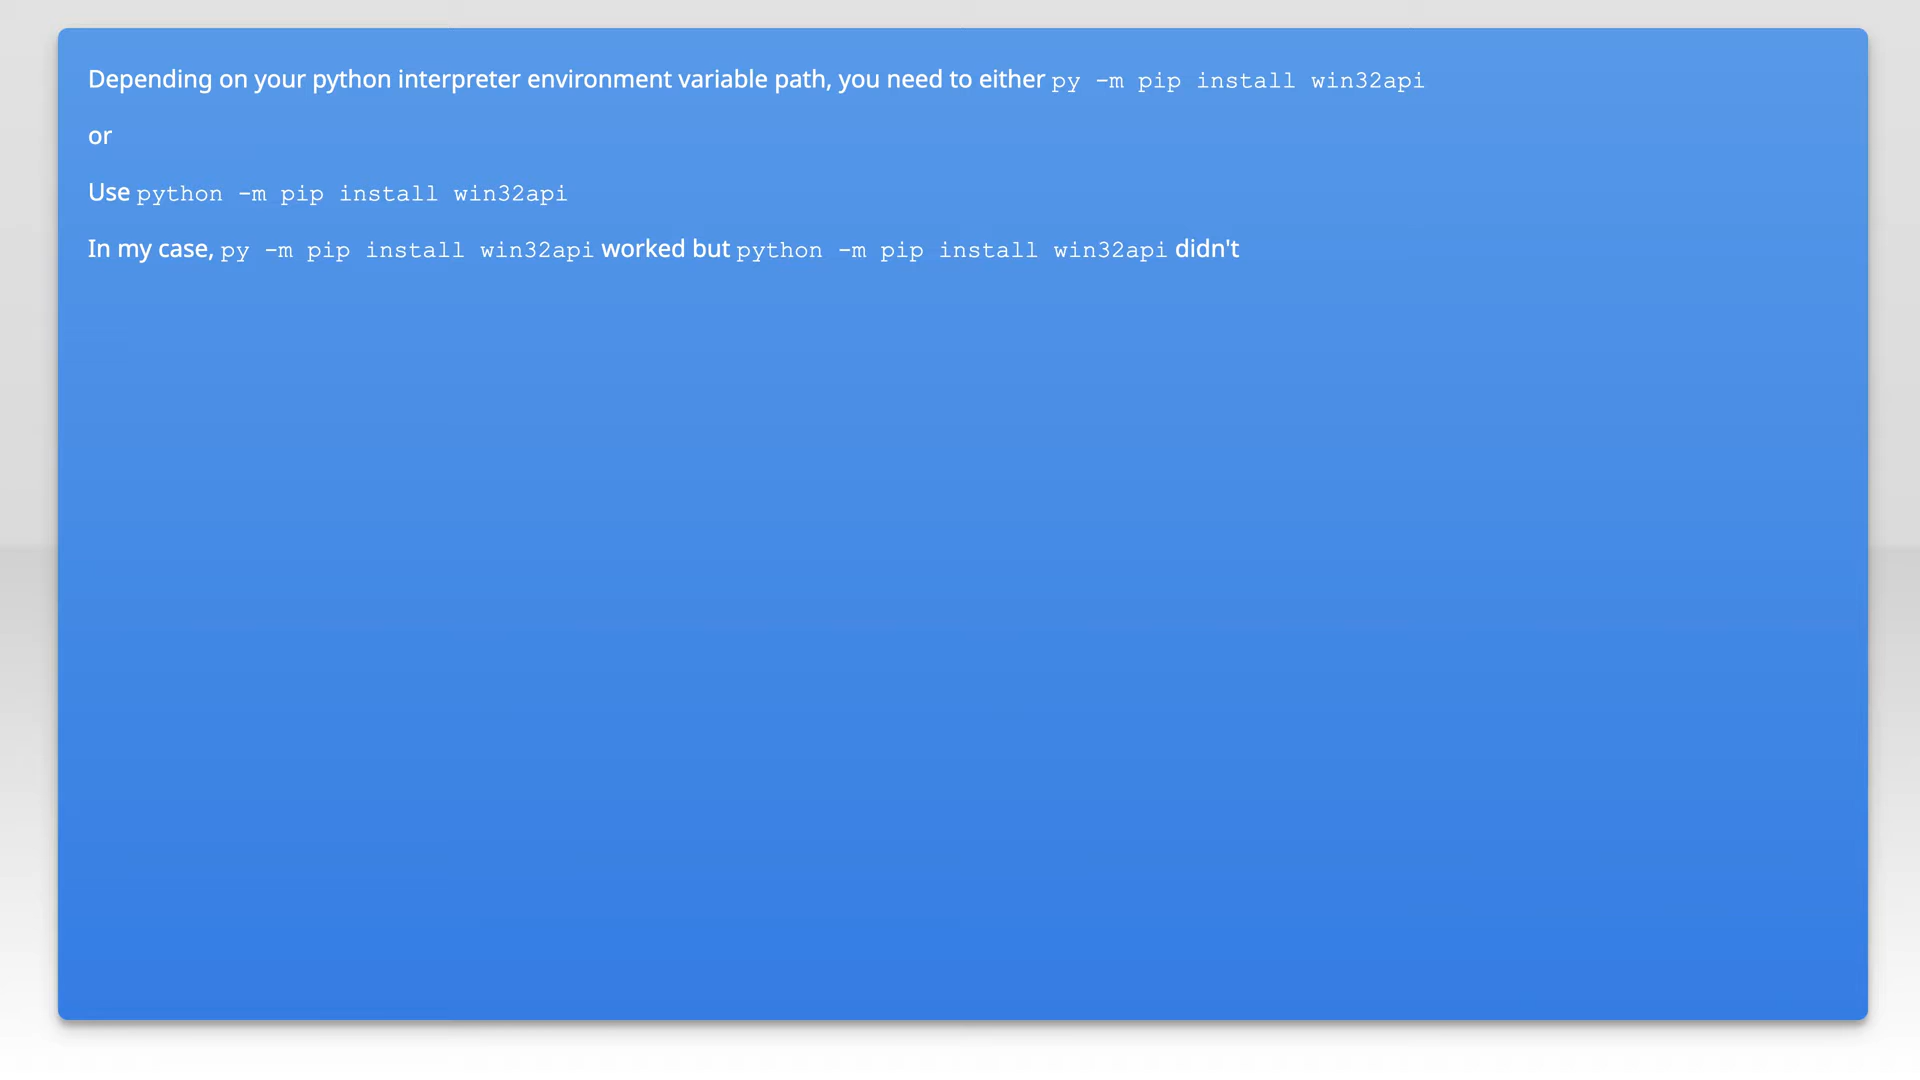 Depending on your python interpreter environment variable path, you need to either py -m pip install win32api
or
Use python -m pip install win32api
In my case, py -m pip install win32api worked but python -m pip install win32api didn't